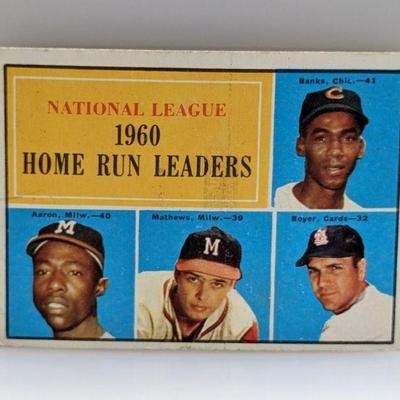 NATIONAL LEAGUE
1960
HOME RUN LEADERS
Banks, Chic.—41
Aaron, Milw.—40
Mathews, Milw.—39
Boyer, Cards—32
C
M
M